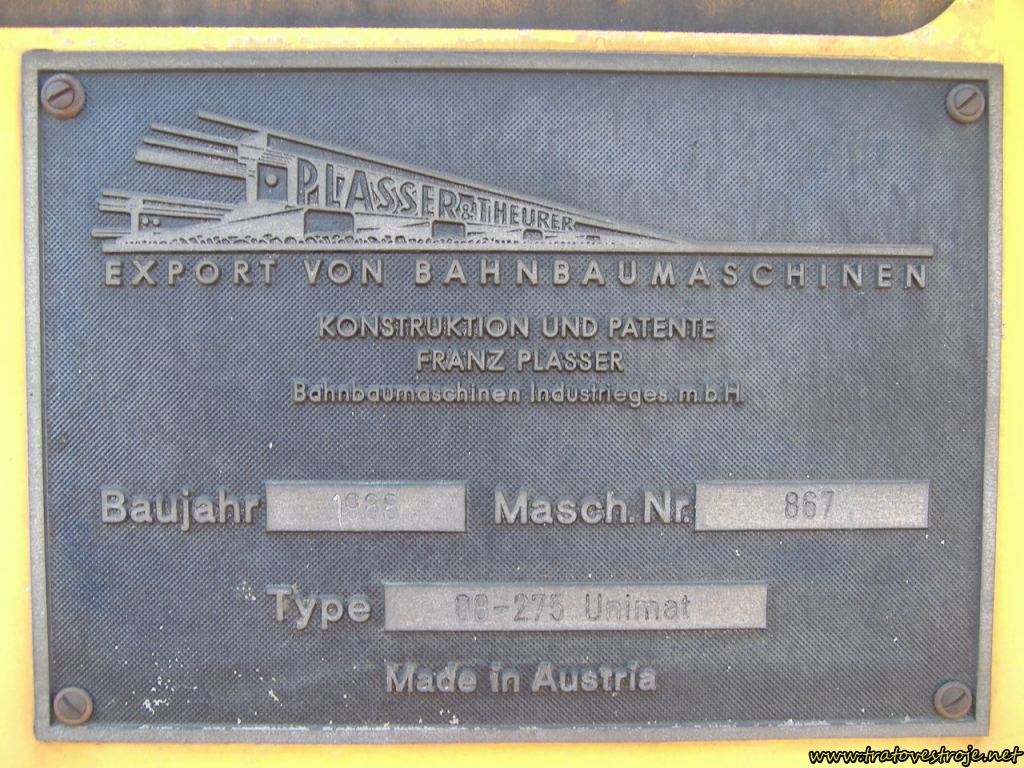 PLASSER & THEURER
EXPORT VON BAHNBAUMASCHINEN
KONSTRUKTION UND PATENTE
FRANZ PLASSER
Bahnbaumaschinen Industrieges. m.b.H.
Baujahr Masch. Nr. 867
Type 08-275 Unimat
Made in Austria
www.tratovestroje.net